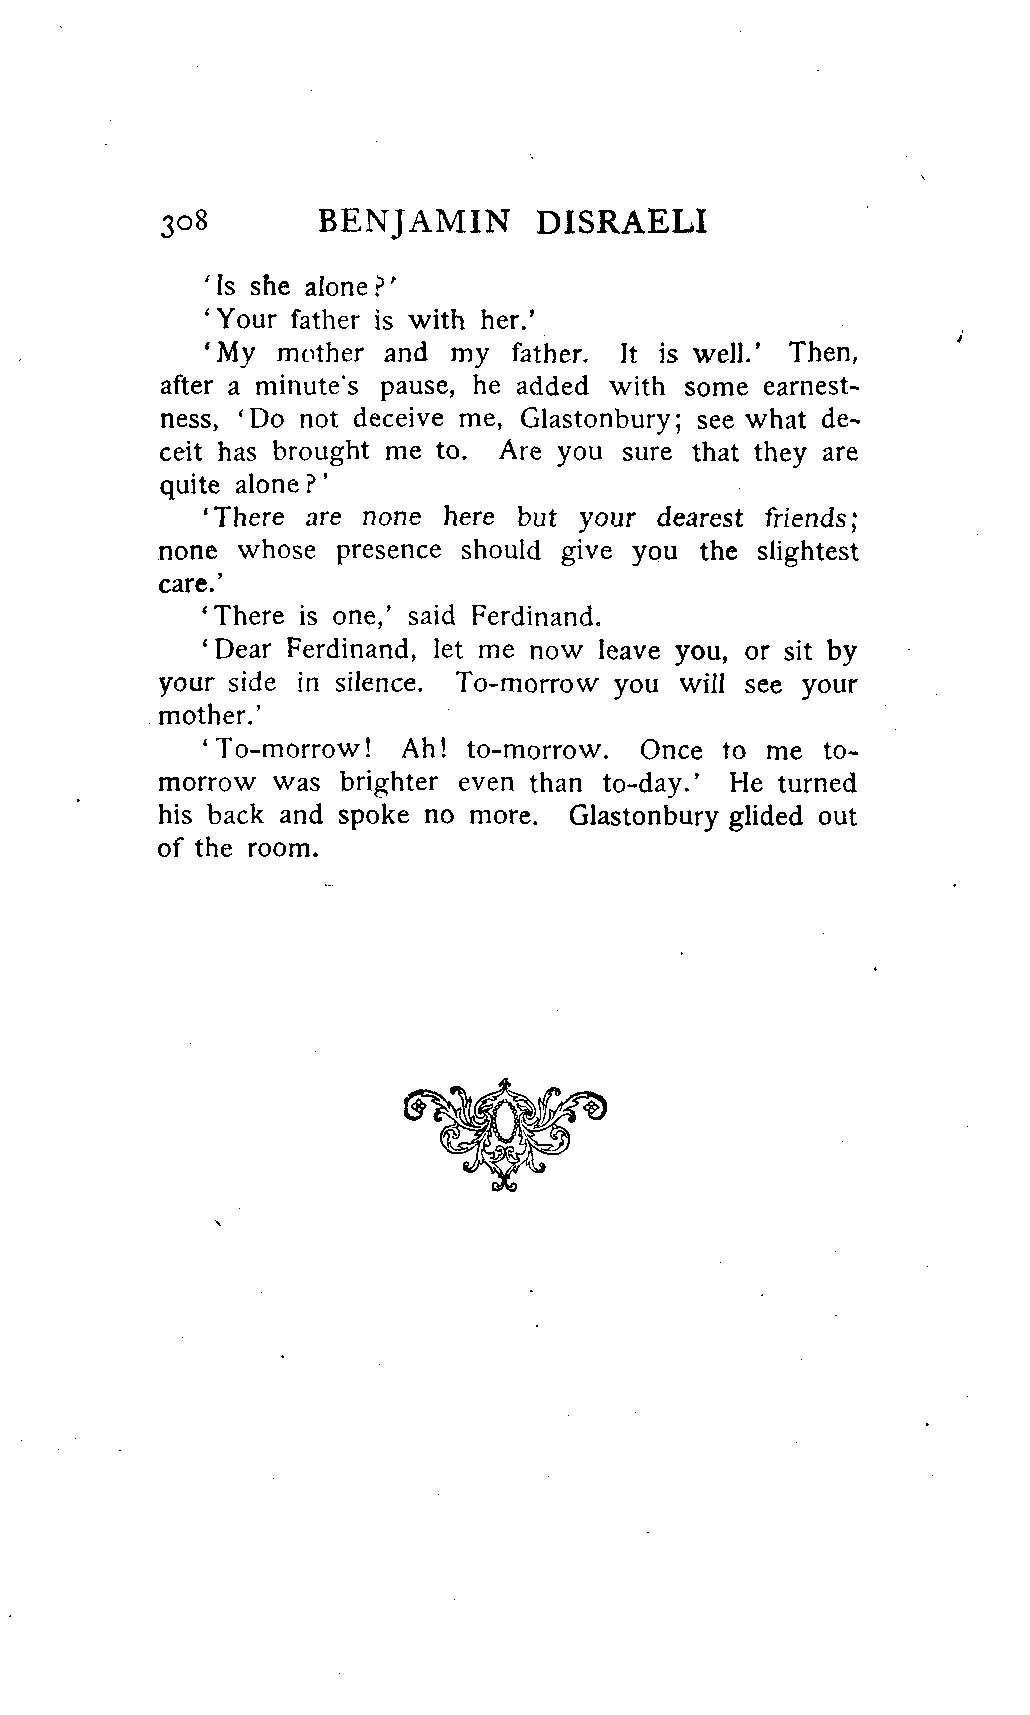 308 BENJAMIN DISRAELI
'Is she alone?'
'Your father is with her.'
'My mother and my father. It is well.' Then,
after a minute's pause, he added with some earnest-
ness, 'Do not deceive me, Glastonbury; see what de-
ceit has brought me to. Are you sure that they are
quite alone?'
'There are none here but your dearest friends;
none whose presence should give you the slightest
care.'
'There is one,' said Ferdinand.
'Dear Ferdinand, let me now leave you, or sit by
your side in silence. To-morrow you will see your
mother.'
'To-morrow! Ah! to-morrow. Once to me to-
morrow was brighter even than to-day.' He turned
his back and spoke no more. Glastonbury glided out
of the room.